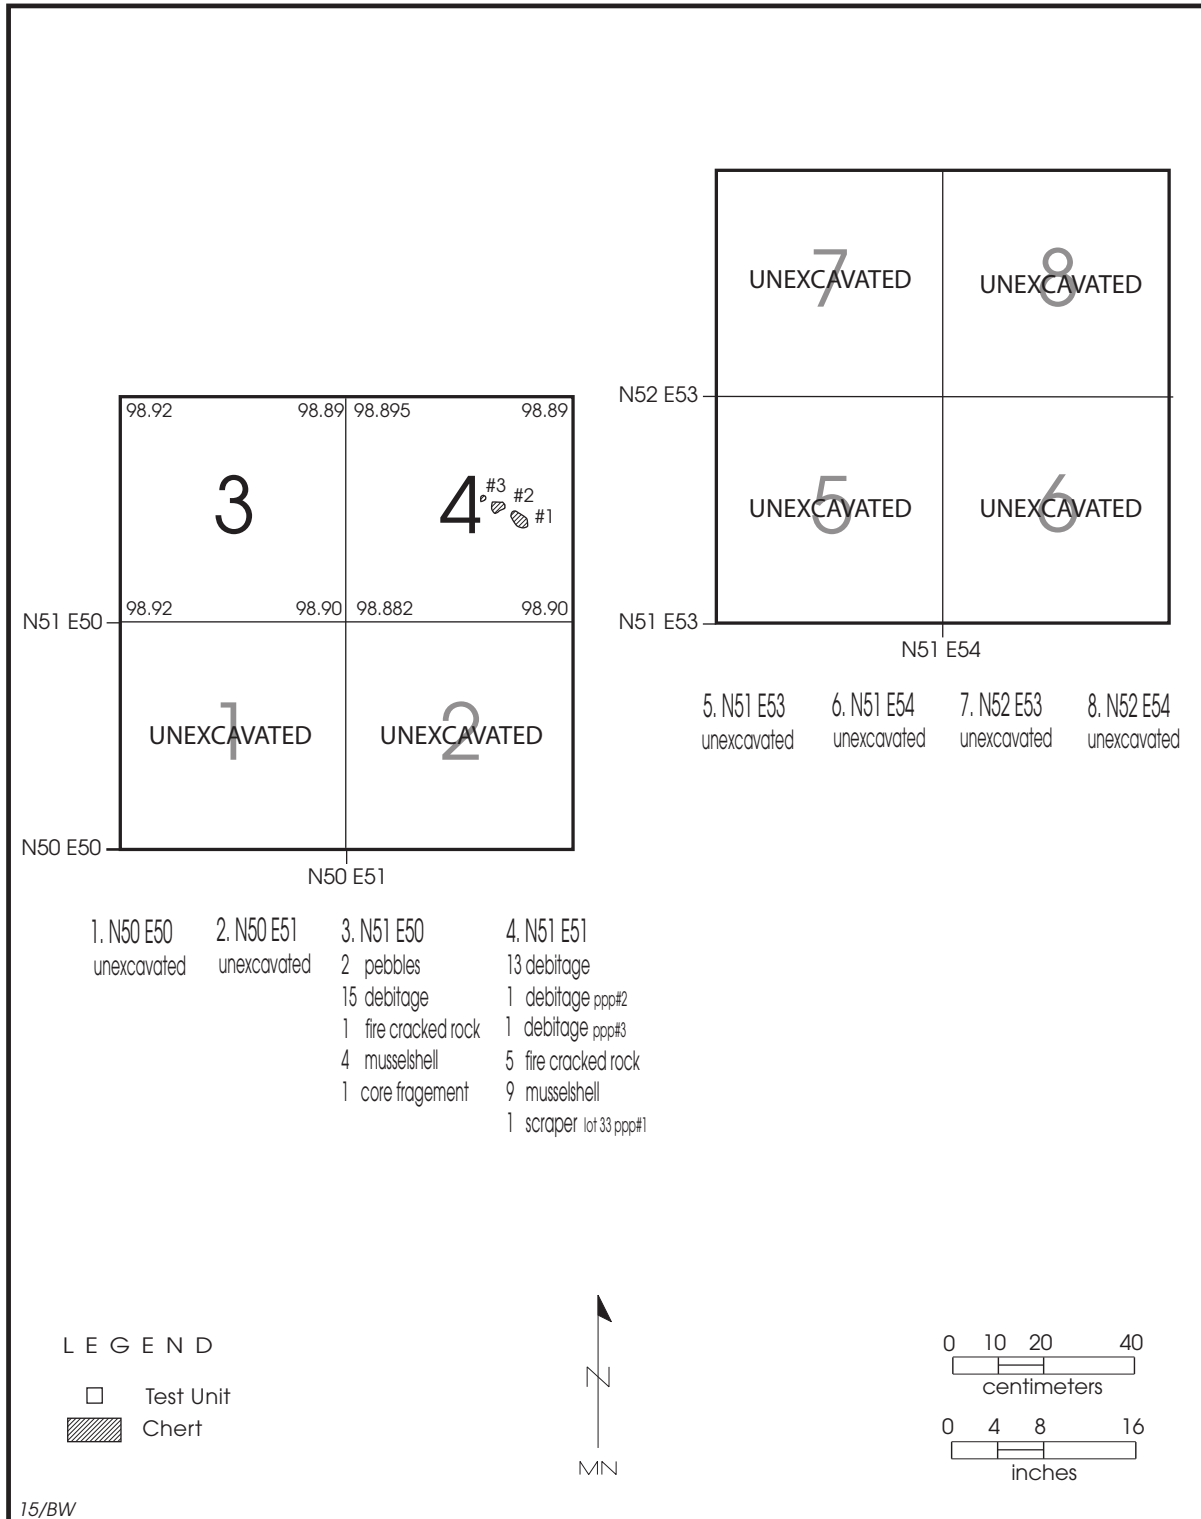 7
UNEXCAVATED
8
UNEXCAVATED
N52 E53
5
UNEXCAVATED
6
UNEXCAVATED
N51 E53
N51 E54
5. N51 E53
unexcavated
6. N51 E54
unexcavated
7. N52 E53
unexcavated
8. N52 E54
unexcavated
98.92 98.89 98.895 98.89
3
4
#3
#2
#1
98.92 98.90 98.882 98.90
N51 E50
1
UNEXCAVATED
2
UNEXCAVATED
N50 E50
N50 E51
1. N50 E50
unexcavated
2. N50 E51
unexcavated
3. N51 E50
2 pebbles
15 debitage
1 fire cracked rock
4 musselshell
1 core fragement
4. N51 E51
13 debitage
1 debitage ppp#2
1 debitage ppp#3
5 fire cracked rock
9 musselshell
1 scraper lot 33 ppp#1
LEGEND
Test Unit
Chert
N
MN
0 10 20 40
centimeters
0 4 8 16
inches
15/BW